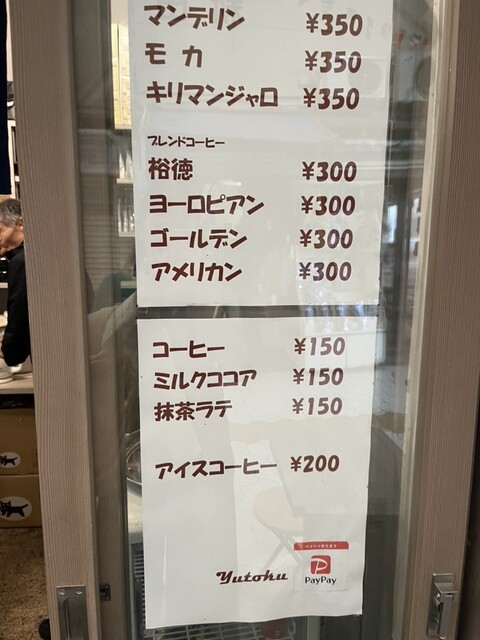 マンデリン ¥350
モカ ¥350
キリマンジャロ ¥350
ブレンドコーヒー
裕徳 ¥300
ヨーロピアン ¥300
ゴールデン ¥300
アメリカン ¥300
コーヒー ¥150
ミルクココア ¥150
抹茶ラテ ¥150
アイスコーヒー ¥200
Yutoku
PayPay